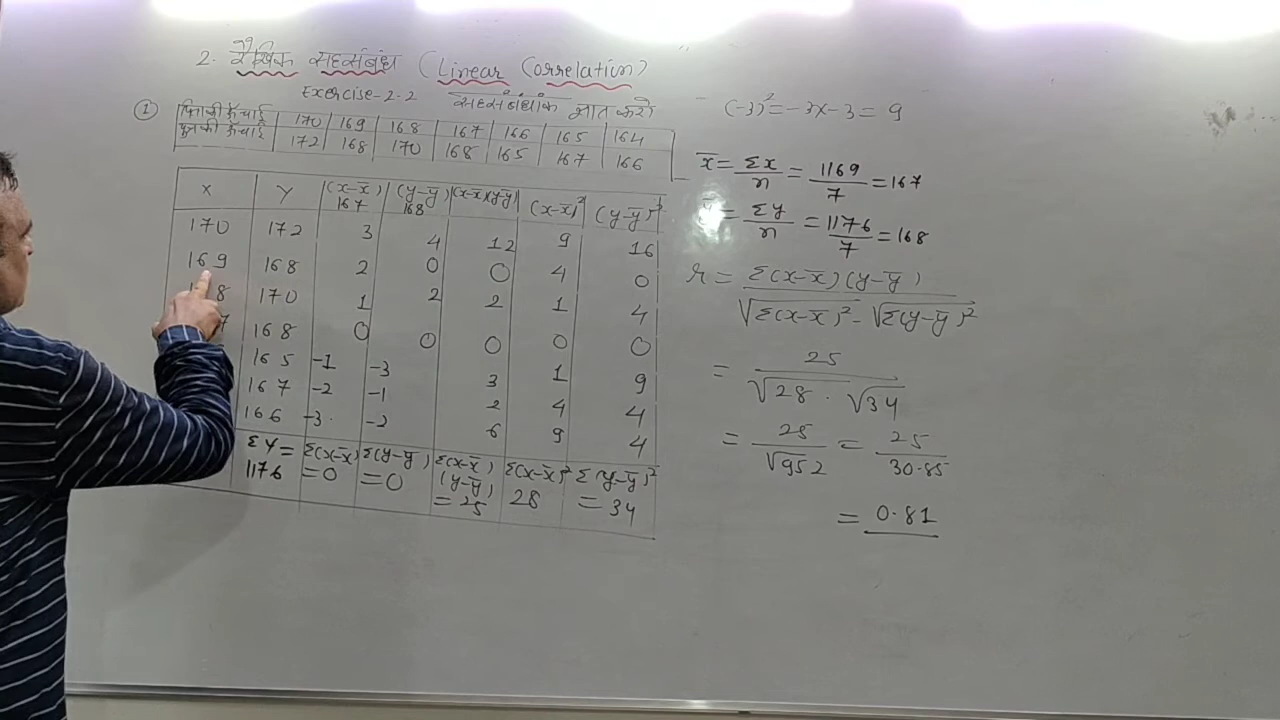 2. रैखिक सहसंबंध (Linear Correlation)
Exercise-2.2 सहसंबंधांक ज्ञात करो
(-3)²=-3x-3=9
① पिता की ऊँचाई 170 169 168 167 166 165 164
पुत्र की ऊँचाई 172 168 170 168 165 167 166
x Y (x-x̅) 167 (y-y̅) 168 (x-x̅)(y-y̅) (x-x̅)² (y-y̅)²
170 172 3 4 12 9 16
169 168 2 0 0 4 0
8 170 1 2 2 1 4
7 168 0 0 0 0 0
165 -1 -3 3 1 9
167 -2 -1 2 4 4
166 -3 -2 6 9 4
ΣY= Σ(x-x̅) Σ(y-y̅) Σ(x-x̅) Σ(x-x̅)² Σ(y-y̅)²
1176 =0 =0 (y-y̅) =25 28 =34
x̅=Σx/n=1169/7=167
=Σy/n=1176/7=168
r=Σ(x-x̅)(y-y̅)/√Σ(x-x̅)² - √Σ(y-y̅)²
=25/√28 . √34
=25/√952=25/30.85
=0.81